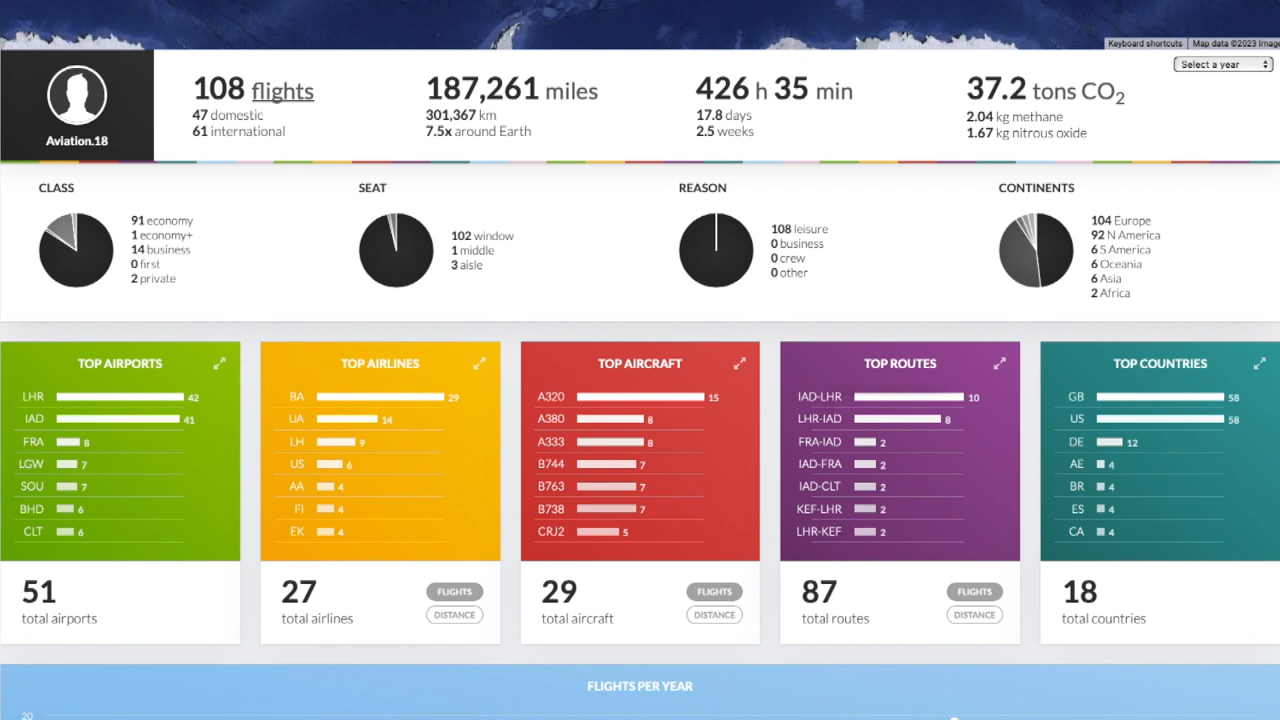 Keyboard shortcuts Map data ©2023 Image
Select a year
Aviation.18
108 flights
47 domestic
61 international
187,261 miles
301,367 km
7.5x around Earth
426 h 35 min
17.8 days
2.5 weeks
37.2 tons CO2
2.04 kg methane
1.67 kg nitrous oxide
CLASS
91 economy
1 economy+
14 business
0 first
2 private
SEAT
102 window
1 middle
3 aisle
REASON
108 leisure
0 business
0 crew
0 other
CONTINENTS
104 Europe
92 N America
6 S America
6 Oceania
6 Asia
2 Africa
TOP AIRPORTS
LHR 42
IAD 41
FRA 8
LGW 7
SOU 7
BHD 6
CLT 6
51
total airports
TOP AIRLINES
BA 29
UA 14
LH 9
US 6
AA 4
FI 4
EK 4
27
total airlines
FLIGHTS
DISTANCE
TOP AIRCRAFT
A320 15
A380 8
A333 8
B744 7
B763 7
B738 7
CRJ2 5
29
total aircraft
FLIGHTS
DISTANCE
TOP ROUTES
IAD-LHR 10
LHR-IAD 8
FRA-IAD 2
IAD-FRA 2
IAD-CLT 2
KEF-LHR 2
LHR-KEF 2
87
total routes
FLIGHTS
DISTANCE
TOP COUNTRIES
GB 58
US 58
DE 12
AE 4
BR 4
ES 4
CA 4
18
total countries
FLIGHTS PER YEAR
20